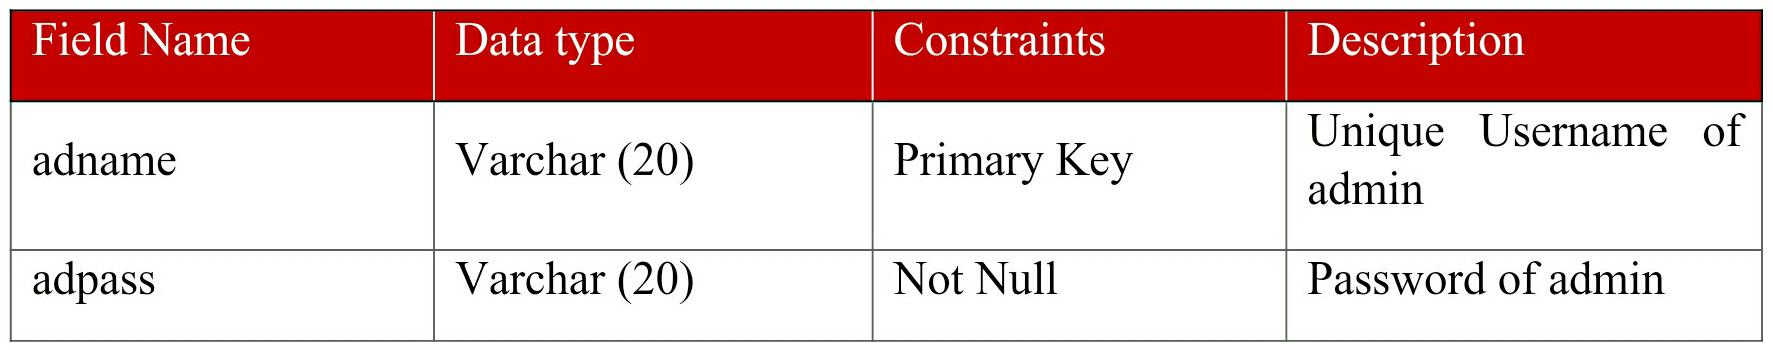 Field Name Data type Constraints Description
adname Varchar (20) Primary Key Unique Username of
admin
adpass Varchar (20) Not Null Password of admin